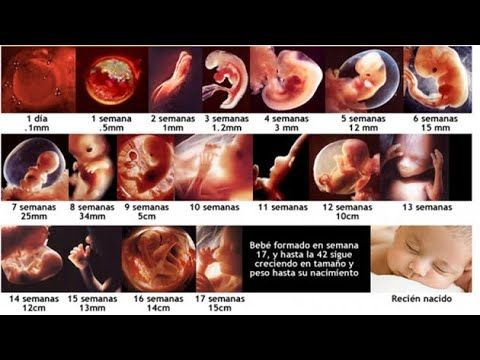 1 día
.1mm
1 semana
.5mm
2 semanas
1mm
3 semanas
1.2mm
4 semanas
3 mm
5 semanas
12 mm
6 semanas
15 mm
7 semanas
25mm
8 semanas
34mm
9 semanas
5cm
10 semanas
11 semanas
12 semanas
10cm
13 semanas
14 semanas
12cm
15 semanas
13mm
16 semanas
14cm
17 semanas
15cm
Bebé formado en semana
17, y hasta la 42 sigue
creciendo en tamaño y
peso hasta su nacimiento
Recién nacido